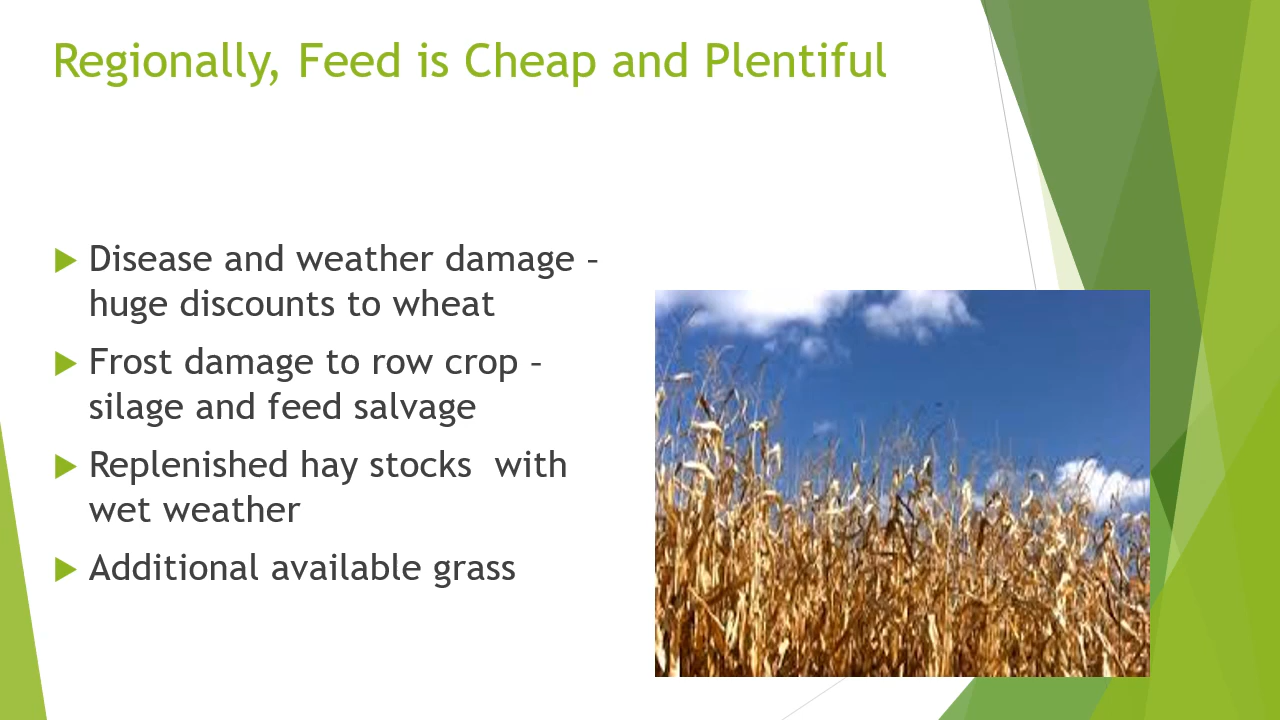 Regionally, Feed is Cheap and Plentiful
Disease and weather damage –
huge discounts to wheat
Frost damage to row crop –
silage and feed salvage
Replenished hay stocks  with
wet weather
Additional available grass